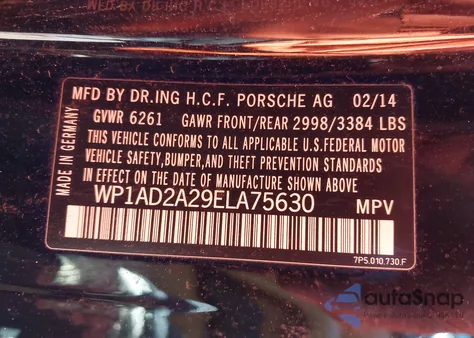 MFD BY DR.ING H.C.F. PORSCHE AG 02/14
GVWR 6261 GAWR FRONT/REAR 2998/3384 LBS
THIS VEHICLE CONFORMS TO ALL APPLICABLE U.S.FEDERAL MOTOR
VEHICLE SAFETY,BUMPER,AND THEFT PREVENTION STANDARDS
IN EFFECT ON THE DATE OF MANUFACTURE SHOWN ABOVE.
WP1AD2A29ELA75630 MPV
MADE IN GERMANY
7P5.010.730.F
autoSnap